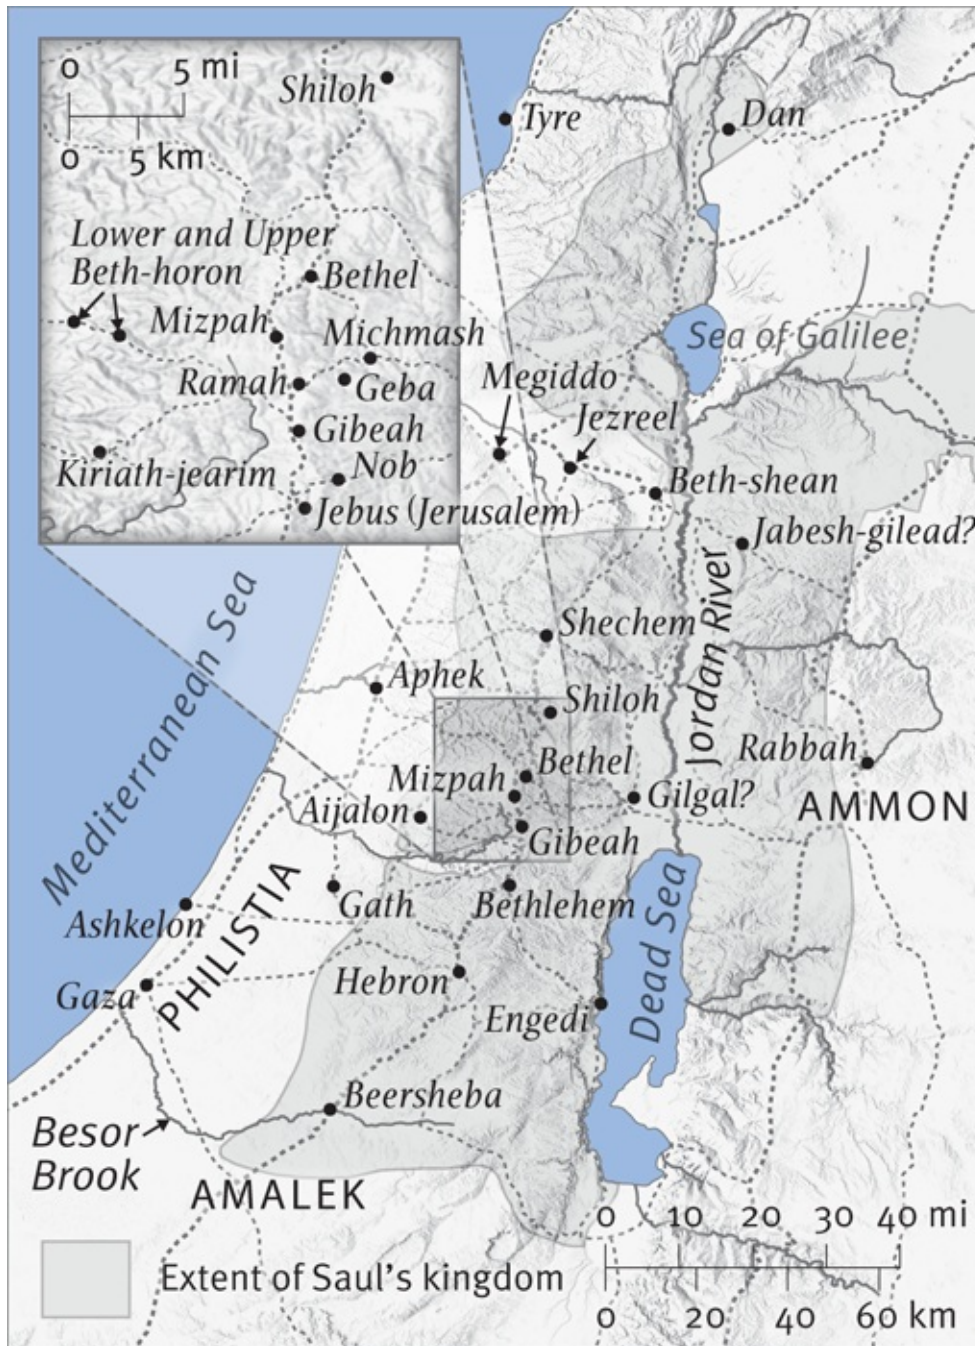 0 5 mi
0 5 km
Shiloh
Lower and Upper
Beth-horon
Bethel
Mizpah
Michmash
Ramah
Geba
Gibeah
Kiriath-jearim
Nob
Jebus (Jerusalem)
Tyre
Dan
Sea of Galilee
Megiddo
Jezreel
Beth-shean
Jabesh-gilead?
Mediterranean Sea
Jordan River
Shechem
Aphek
Shiloh
Bethel
Rabbah
Mizpah
Gilgal?
AMMON
Aijalon
Gibeah
Gath
Bethlehem
Dead Sea
Ashkelon
PHILISTIA
Hebron
Gaza
Engedi
Beersheba
Besor
Brook
AMALEK
0 10 20 30 40 mi
0 20 40 60 km
Extent of Saul's kingdom